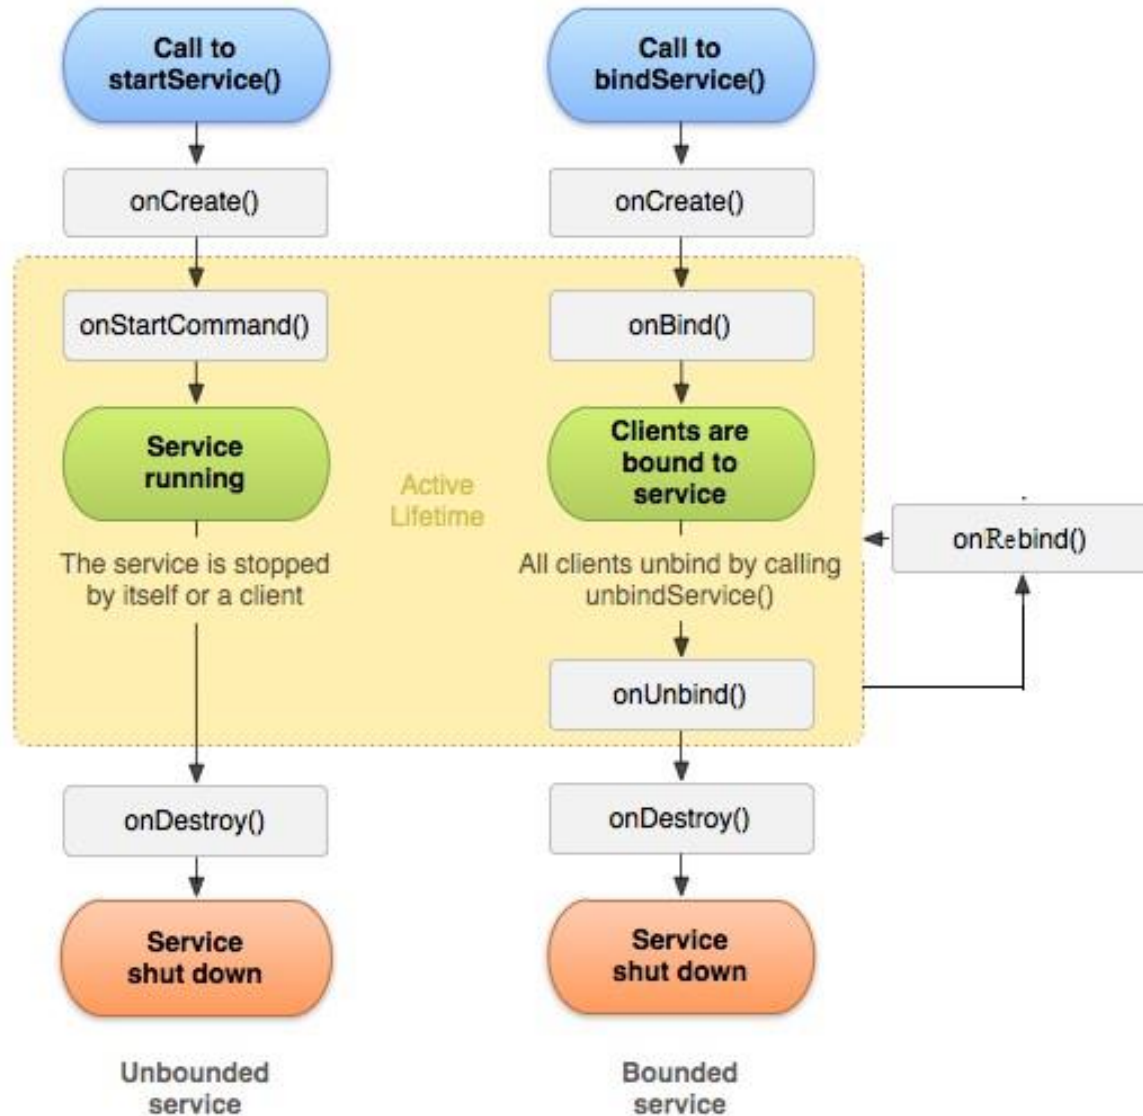 Call to
startService()
onCreate()
onStartCommand()
Service
running
The service is stopped
by itself or a client
onDestroy()
Service
shut down
Unbounded
service
Active
Lifetime
Call to
bindService()
onCreate()
onBind()
Clients are
bound to
service
All clients unbind by calling
unbindService()
onUnbind()
onDestroy()
Service
shut down
Bounded
service
onRebind()